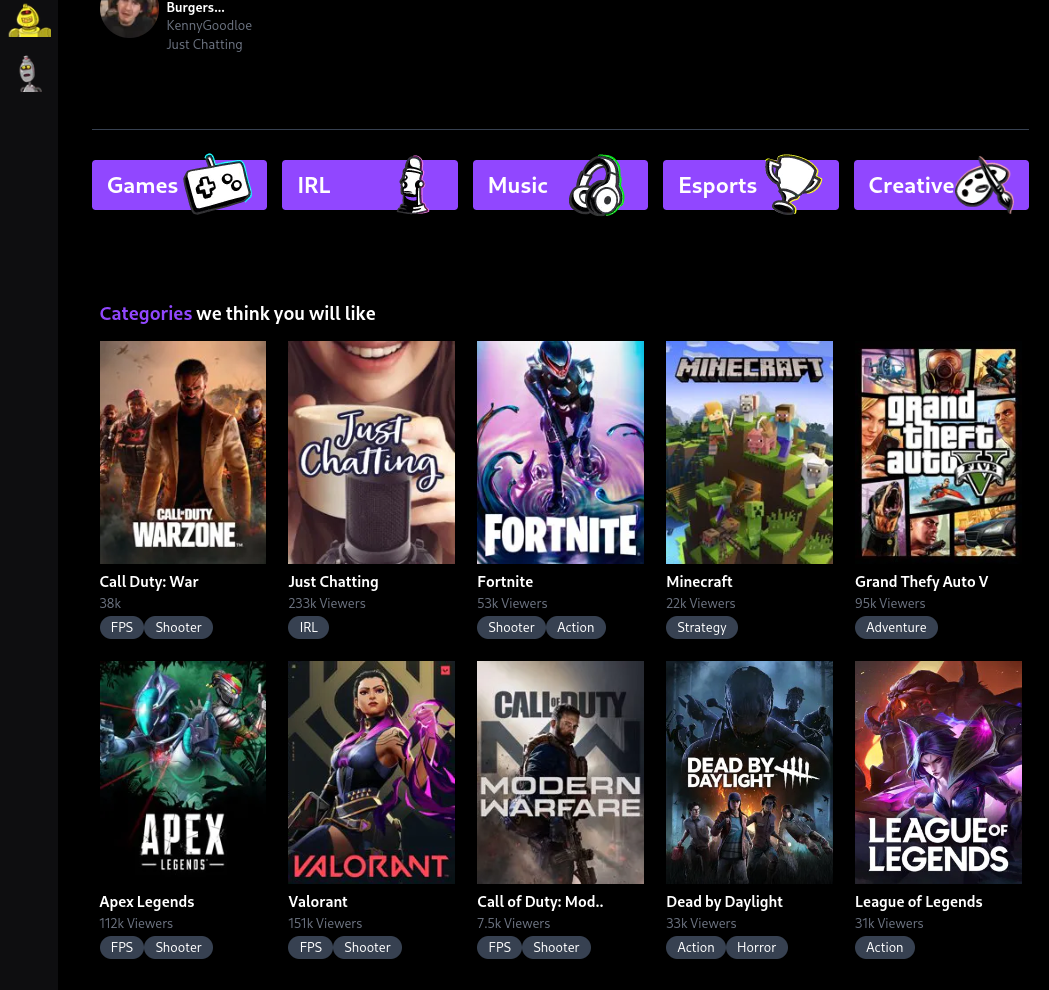 Burgers...
KennyGoodloe
Just Chatting
Games
IRL
Music
Esports
Creative
Categories we think you will like
CALL OF DUTY
WARZONE
Just
Chatting
FORTNITE
MINECRAFT
grand
theft
auto
FIVE
Call Duty: War
Just Chatting
Fortnite
Minecraft
Grand Thefy Auto V
38k
233k Viewers
53k Viewers
22k Viewers
95k Viewers
FPS
Shooter
IRL
Shooter
Action
Strategy
Adventure
APEX
LEGENDS
VALORANT
CALL OF DUTY
MW
MODERN
WARFARE
DEAD BY
DAYLIGHT
LEAGUE OF
LEGENDS
Apex Legends
Valorant
Call of Duty: Mod..
Dead by Daylight
League of Legends
112k Viewers
151k Viewers
7.5k Viewers
33k Viewers
31k Viewers
FPS
Shooter
FPS
Shooter
FPS
Shooter
Action
Horror
Action